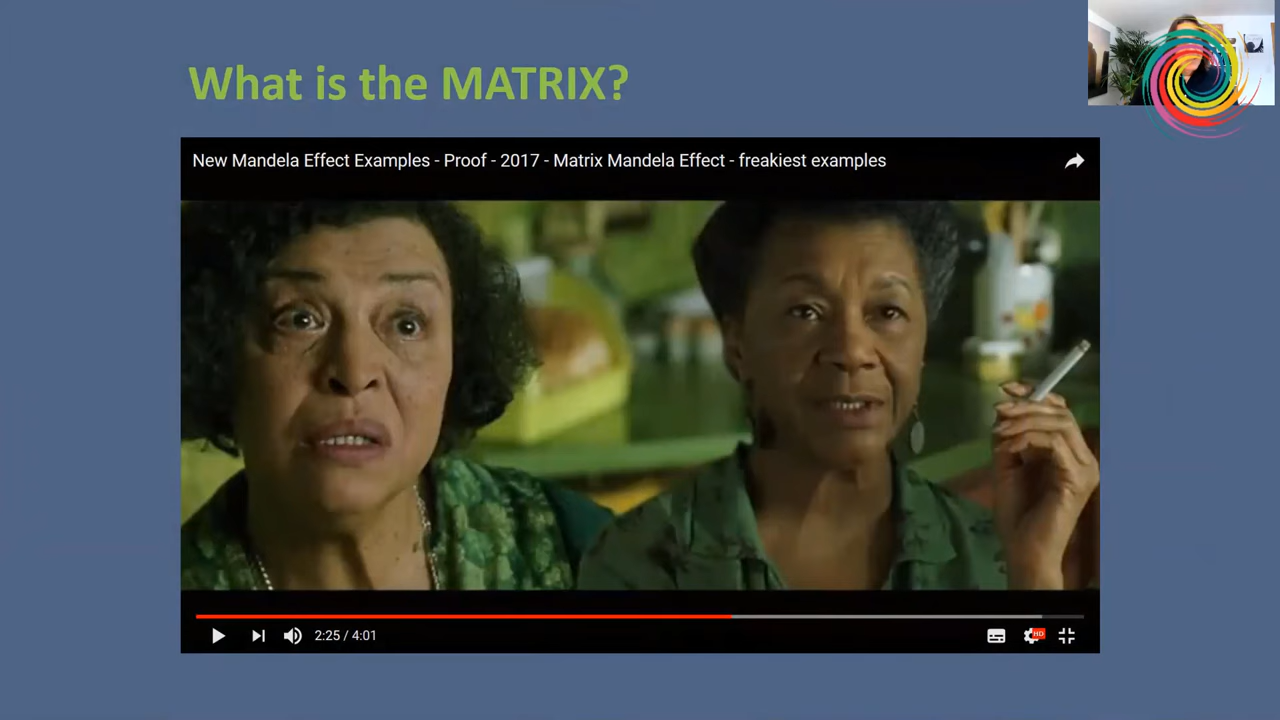 What is the MATRIX?
New Mandela Effect Examples - Proof - 2017 - Matrix Mandela Effect - freakiest examples
2:25 / 4:01
HD